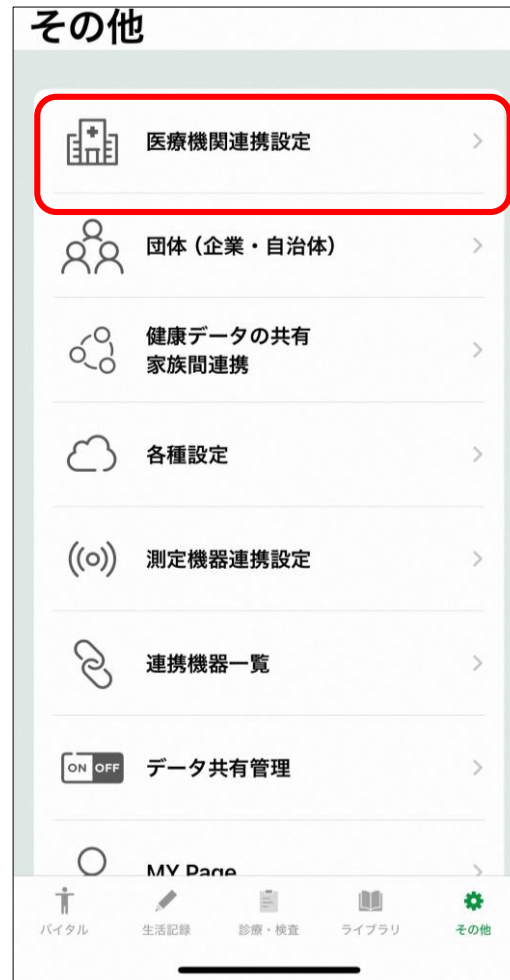 その他
医療機関連携設定
団体（企業・自治体）
健康データの共有
家族間連携
各種設定
測定機器連携設定
連携機器一覧
ON OFF データ共有管理
MY Page
バイタル 生活記録 診療・検査 ライブラリ その他